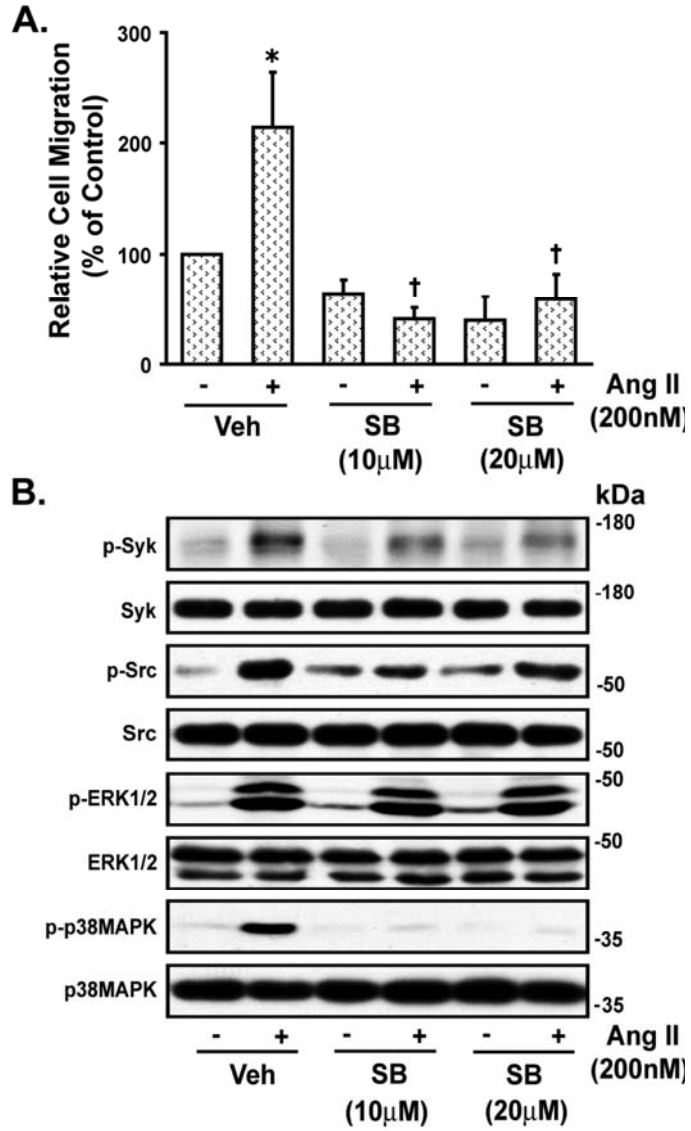 A.
Relative Cell Migration
(% of Control)
300
200
100
0
*
†
†
- + - + - + Ang II
Veh SB SB (200nM)
(10µM) (20µM)
B.
kDa
p-Syk -180
Syk -180
p-Src -50
Src -50
p-ERK1/2 -50
ERK1/2 -50
p-p38MAPK -35
p38MAPK -35
- + - + - + Ang II
Veh SB SB (200nM)
(10µM) (20µM)